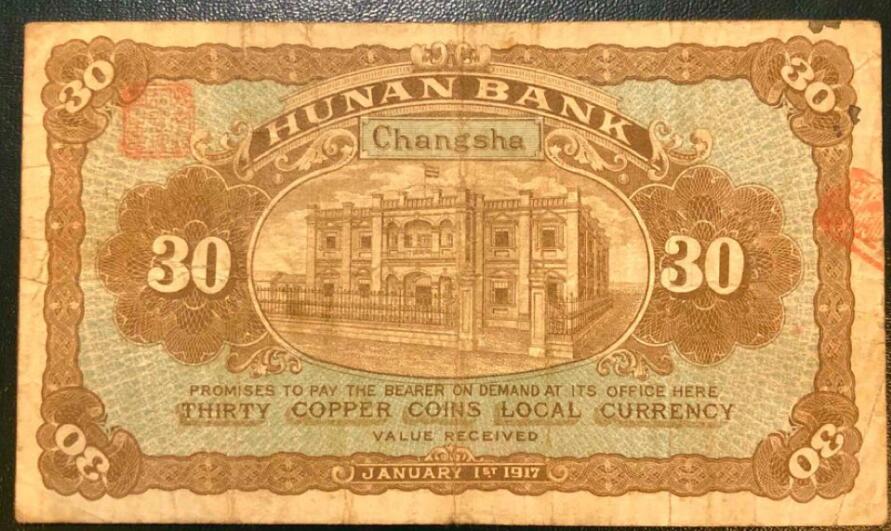 30 30
HUNAN BANK
Changsha
30 30
PROMISES TO PAY THE BEARER ON DEMAND AT ITS OFFICE HERE
THIRTY COPPER COINS LOCAL CURRENCY
VALUE RECEIVED
30 30
JANUARY 1ST 1917